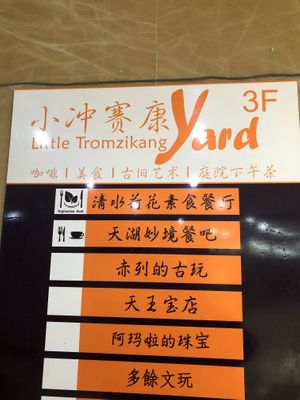 3F
小冲赛康 yard
Little Tromzikang
咖啡 | 美食 | 古旧艺术 | 庭院下午茶
Vegetarian food
清水荷花素食餐厅
天湖妙境餐吧
赤列的古玩
天王宝店
阿玛啦的珠宝
多餘文玩